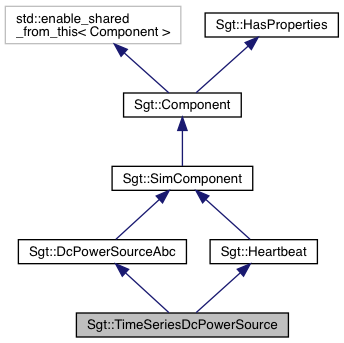 std::enable_shared
_from_this< Component >
Sgt::HasProperties
Sgt::Component
Sgt::SimComponent
Sgt::DcPowerSourceAbc
Sgt::Heartbeat
Sgt::TimeSeriesDcPowerSource